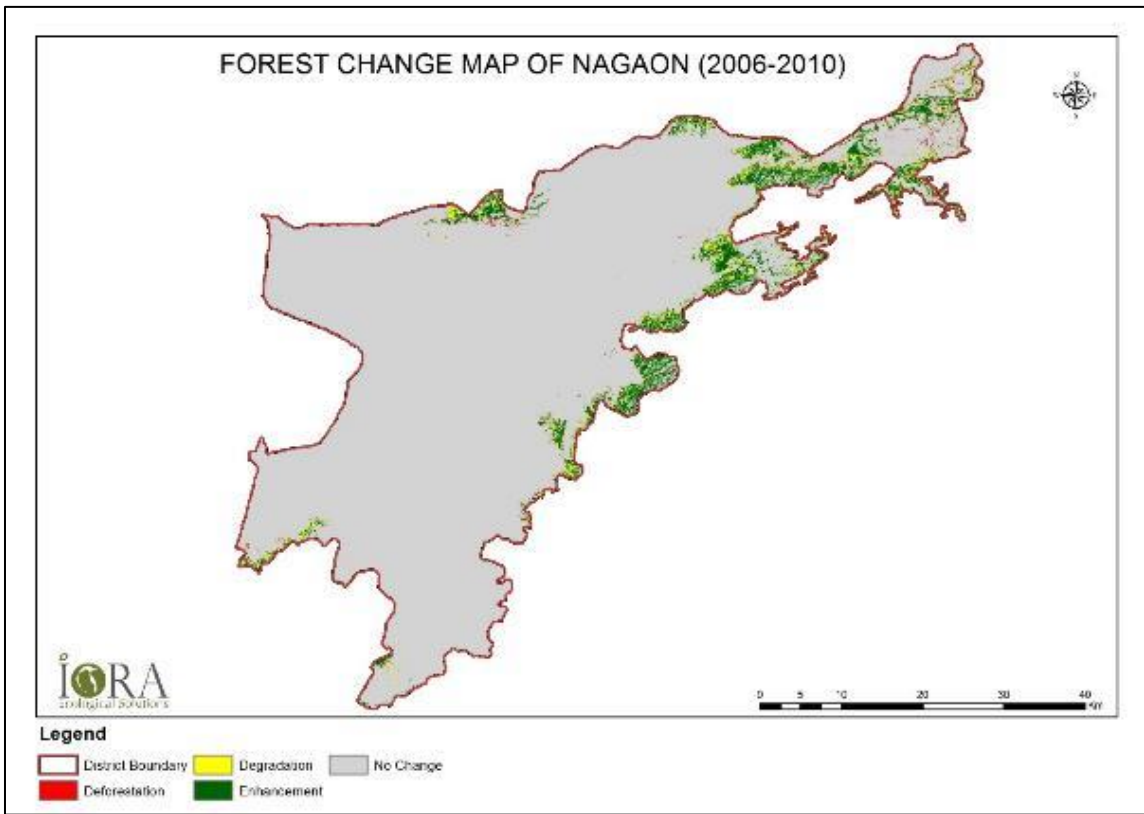 FOREST CHANGE MAP OF NAGAON (2006-2010)
N
W E
S
iORA
Ecological Solutions
0 5 10 20 30 40
Km
Legend
District Boundary Degradation No Change
Deforestation Enhancement